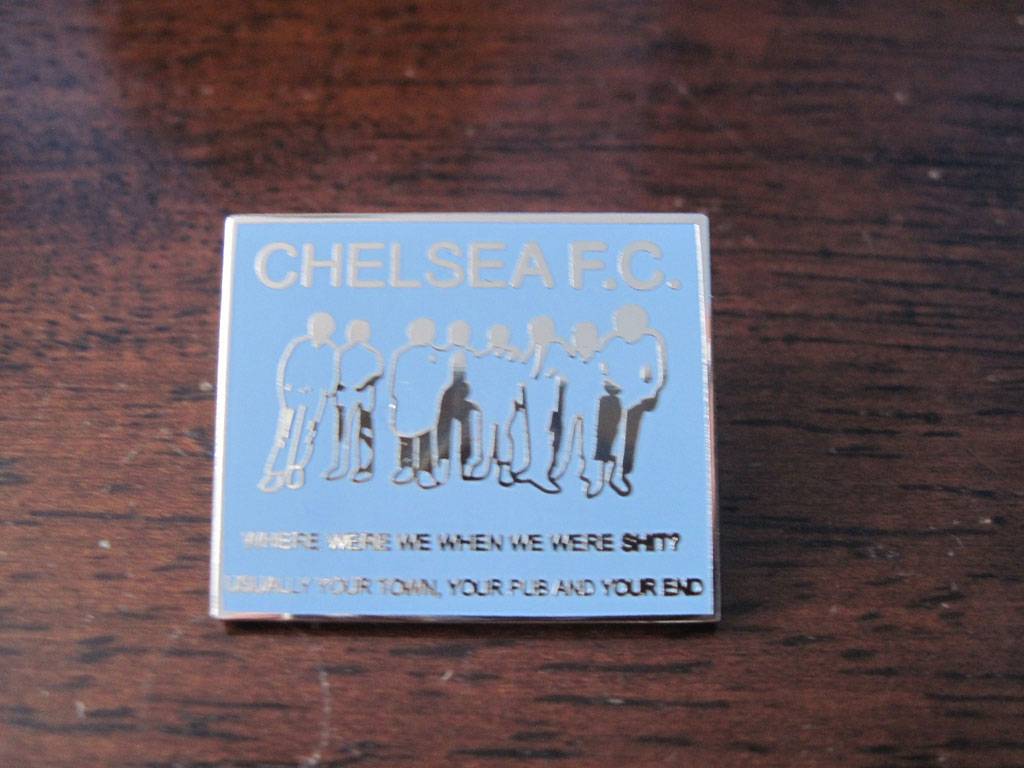 CHELSEA F.C.
WHERE WERE WE WHEN WE WERE SHIT?
USUALLY YOUR TOWN, YOUR PUB AND YOUR END